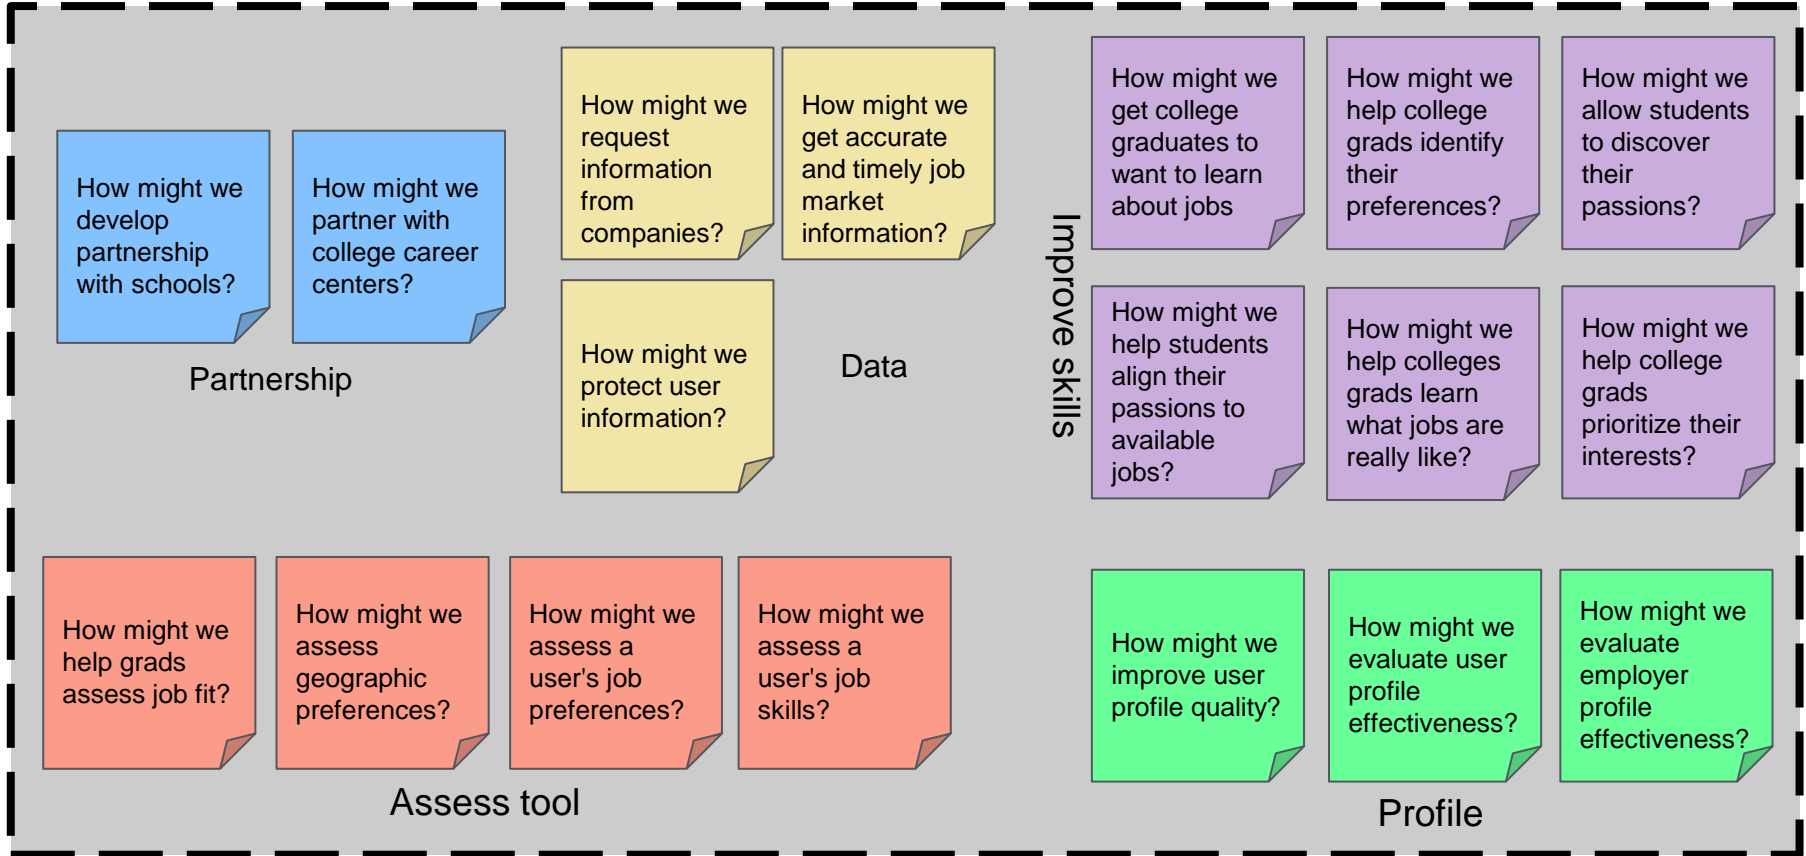 How might we
develop
partnership
with schools?
How might we
partner with
college career
centers?
Partnership
How might we
request
information
from
companies?
How might we
get accurate
and timely job
market
information?
How might we
protect user
information?
Data
Improve skills
How might we
get college
graduates to
want to learn
about jobs
How might we
help college
grads identify
their
preferences?
How might we
allow students
to discover
their
passions?
How might we
help students
align their
passions to
available
jobs?
How might we
help colleges
grads learn
what jobs are
really like?
How might we
help college
grads
prioritize their
interests?
How might we
help grads
assess job fit?
How might we
assess
geographic
preferences?
How might we
assess a
user's job
preferences?
How might we
assess a
user's job
skills?
Assess tool
How might we
improve user
profile quality?
How might we
evaluate user
profile
effectiveness?
How might we
evaluate
employer
profile
effectiveness?
Profile